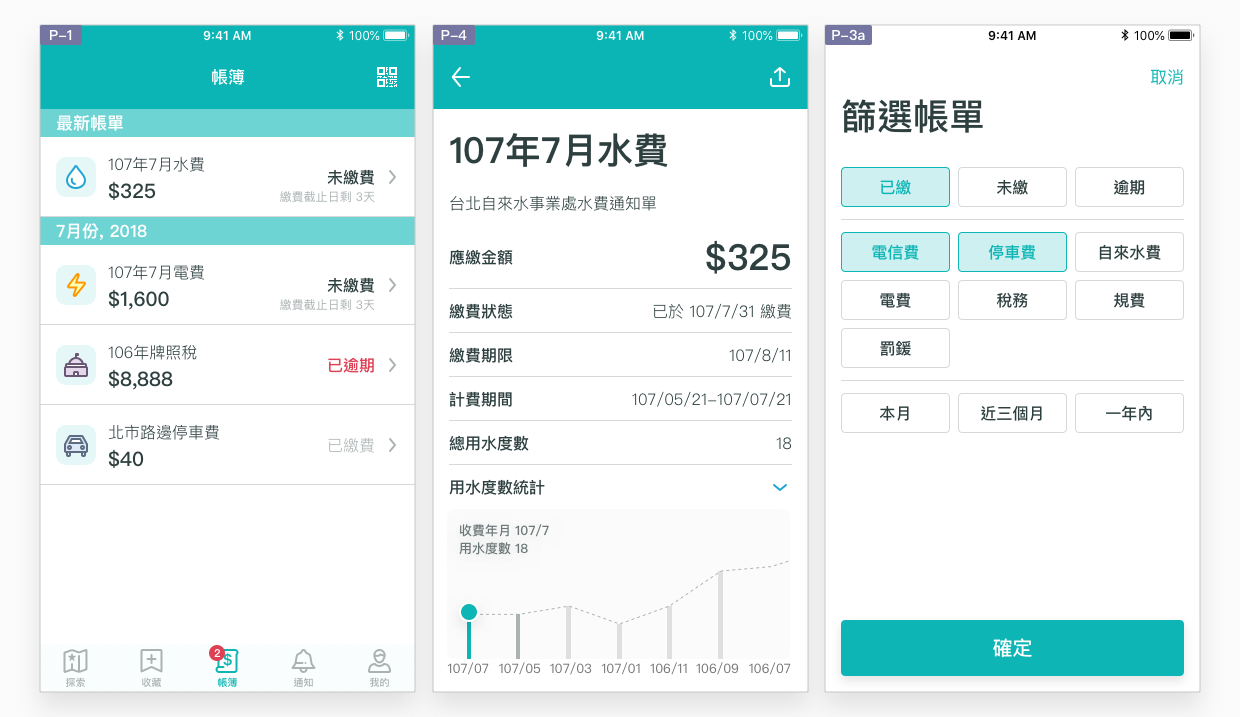 P-1
9:41 AM
100%
帳簿
最新帳單
107年7月水費
$325
未繳費
繳費截止日剩 3天
7月份, 2018
107年7月電費
$1,600
未繳費
繳費截止日剩 3天
106年牌照稅
$8,888
已逾期
北市路邊停車費
$40
已繳費
2
探索
收藏
帳簿
通知
我的
P-4
9:41 AM
100%
107年7月水費
台北自來水事業處水費通知單
應繳金額
$325
繳費狀態
已於 107/7/31 繳費
繳費期限
107/8/11
計費期間
107/05/21-107/07/21
總用水度數
18
用水度數統計
收費年月 107/7
用水度數 18
107/07 107/05 107/03 107/01 106/11 106/09 106/07
P-3a
9:41 AM
100%
取消
篩選帳單
已繳
未繳
逾期
電信費
停車費
自來水費
電費
稅務
規費
罰鍰
本月
近三個月
一年內
確定